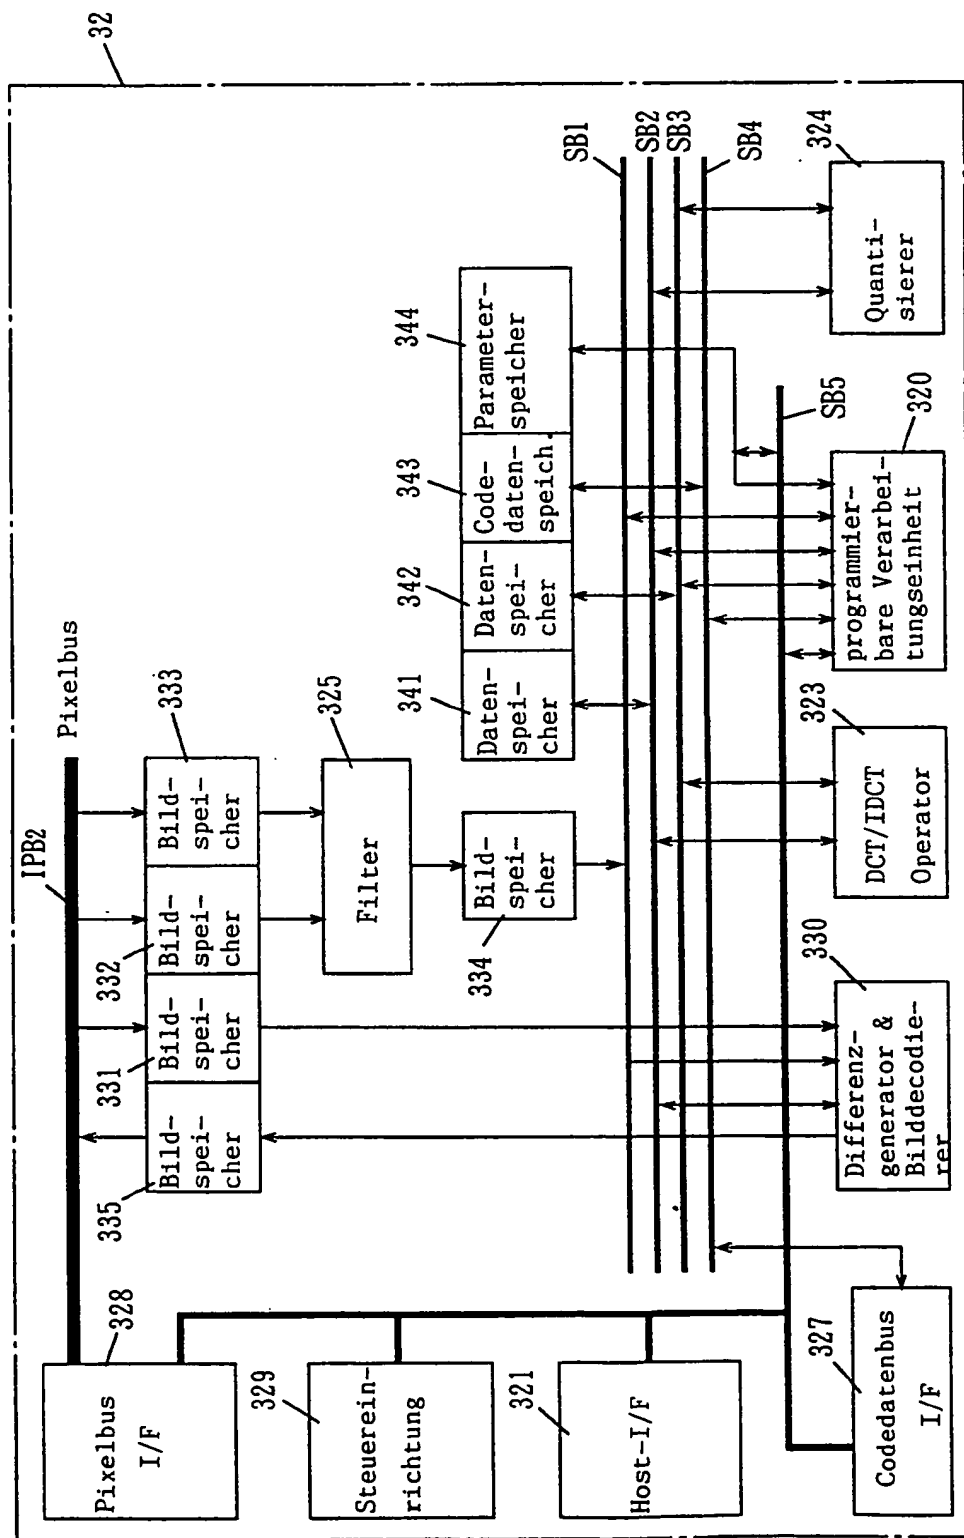 32
Pixelbus
IPB2
328
Pixelbus
I/F
335
Bild-
spei-
cher
331
Bild-
spei-
cher
332
Bild-
spei-
cher
333
Bild-
spei-
cher
329
Steuerein-
richtung
325
Filter
321
Host-I/F
334
Bild-
spei-
cher
341
Daten-
spei-
cher
342
Daten-
spei-
cher
343
Code-
daten-
speich.
344
Parameter-
speicher
SB1
SB2
SB3
SB4
SB5
327
Codedatenbus
I/F
330
Differenz-
generator &
Bilddecodie-
rer
323
DCT/IDCT
Operator
320
programmier-
bare Verarbei-
tungseinheit
324
Quanti-
sierer